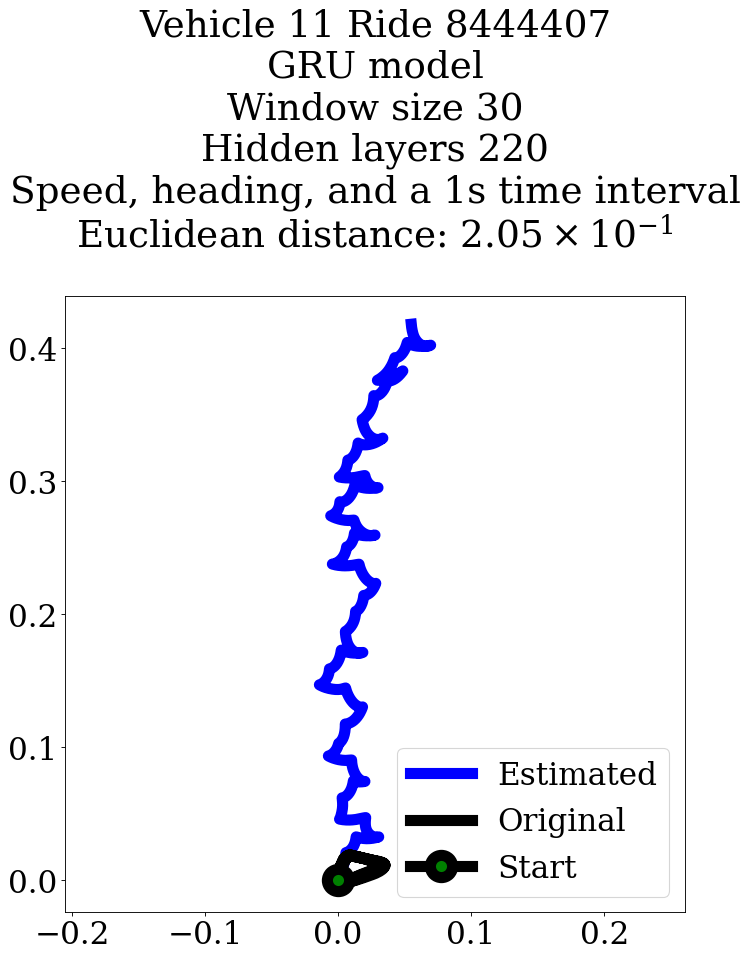 Vehicle 11 Ride 8444407
GRU model
Window size 30
Hidden layers 220
Speed, heading, and a 1s time interval
Euclidean distance: 2.05 × 10⁻¹
0.4
0.3
0.2
0.1
0.0
Estimated
Original
Start
−0.2 −0.1 0.0 0.1 0.2